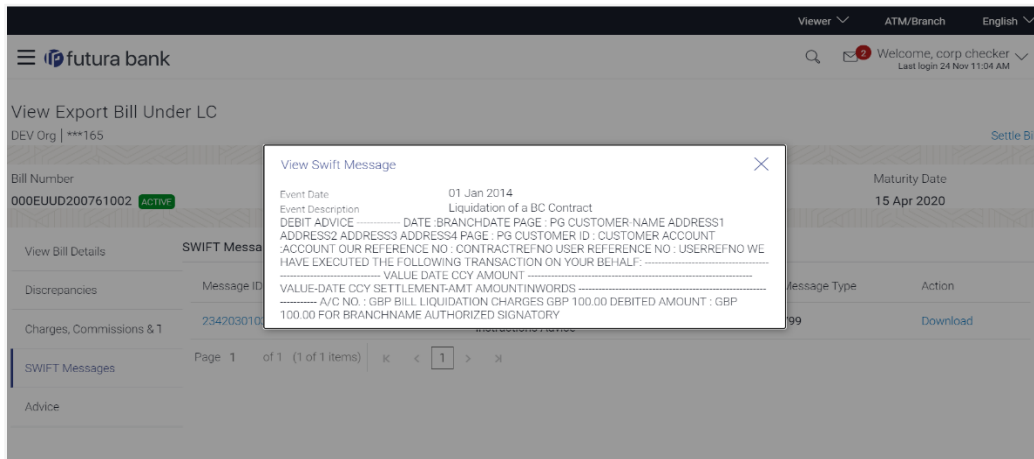 Viewer ATM/Branch English
futura bank
2 Welcome, corp checker
Last login 24 Nov 11:04 AM
View Export Bill Under LC
DEV Org | ***165
Settle Bi
View Swift Message
Bill Number
Maturity Date
000EUUD200761002 ACTIVE
15 Apr 2020
Event Date 01 Jan 2014
Event Description Liquidation of a BC Contract
DEBIT ADVICE ------------- DATE :BRANCHDATE PAGE : PG CUSTOMER-NAME ADDRESS1
ADDRESS2 ADDRESS3 ADDRESS4 PAGE : PG CUSTOMER ID : CUSTOMER ACCOUNT
:ACCOUNT OUR REFERENCE NO : CONTRACTREFNO USER REFERENCE NO : USERREFNO WE
HAVE EXECUTED THE FOLLOWING TRANSACTION ON YOUR BEHALF: -----------------------------------
---------------------------- VALUE DATE CCY AMOUNT ----------------------------------------------------------------
VALUE-DATE CCY SETTLEMENT-AMT AMOUNTINWORDS -----------------------------------------------------
----------- A/C NO. : GBP BILL LIQUIDATION CHARGES GBP 100.00 DEBITED AMOUNT : GBP
100.00 FOR BRANCHNAME AUTHORIZED SIGNATORY
View Bill Details
Discrepancies
Charges, Commissions & T
SWIFT Messages
Advice
SWIFT Messa
Message ID Message Type Action
Instructions Advice 799 Download
Page 1 of 1 (1 of 1 items) 1